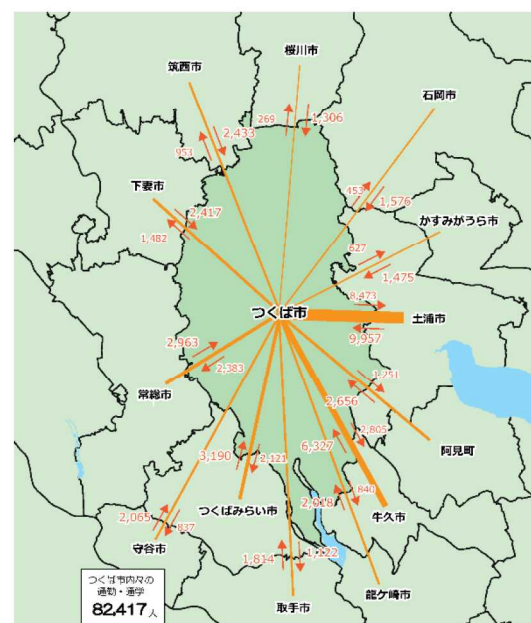 桜川市
筑西市
石岡市
269
1,306
2,433
953
下妻市
453
1,576
かすみがうら市
2,417
1,482
627
1,475
8,473
つくば市
土浦市
9,957
2,963
2,383
1,251
2,656
常総市
2,805
6,327
阿見町
3,190
2,121
840
2,018
つくばみらい市
牛久市
2,065
837
守谷市
1,814
1,122
龍ケ崎市
取手市
つくば市内々の
通勤・通学
82,417人